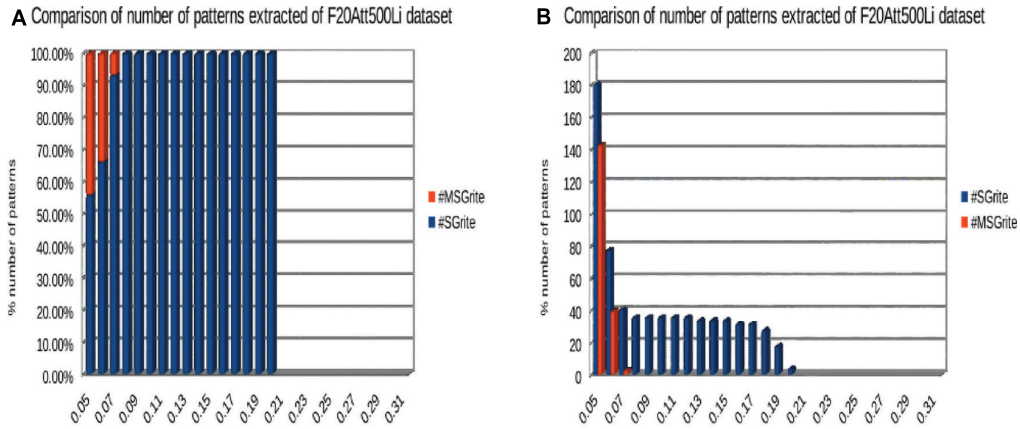 A Comparison of number of patterns extracted of F20Att500Li dataset
% number of patterns
100.00%
90.00%
80.00%
70.00%
60.00%
50.00%
40.00%
30.00%
20.00%
10.00%
0.00%
0.05 0.07 0.09 0.11 0.13 0.15 0.17 0.19 0.21 0.23 0.25 0.27 0.29 0.31
#MSGrite
#SGrite
B Comparison of number of patterns extracted of F20Att500Li dataset
% number of patterns
200
180
160
140
120
100
80
60
40
20
0
0.05 0.07 0.09 0.11 0.13 0.15 0.17 0.19 0.21 0.23 0.25 0.27 0.29 0.31
#SGrite
#MSGrite